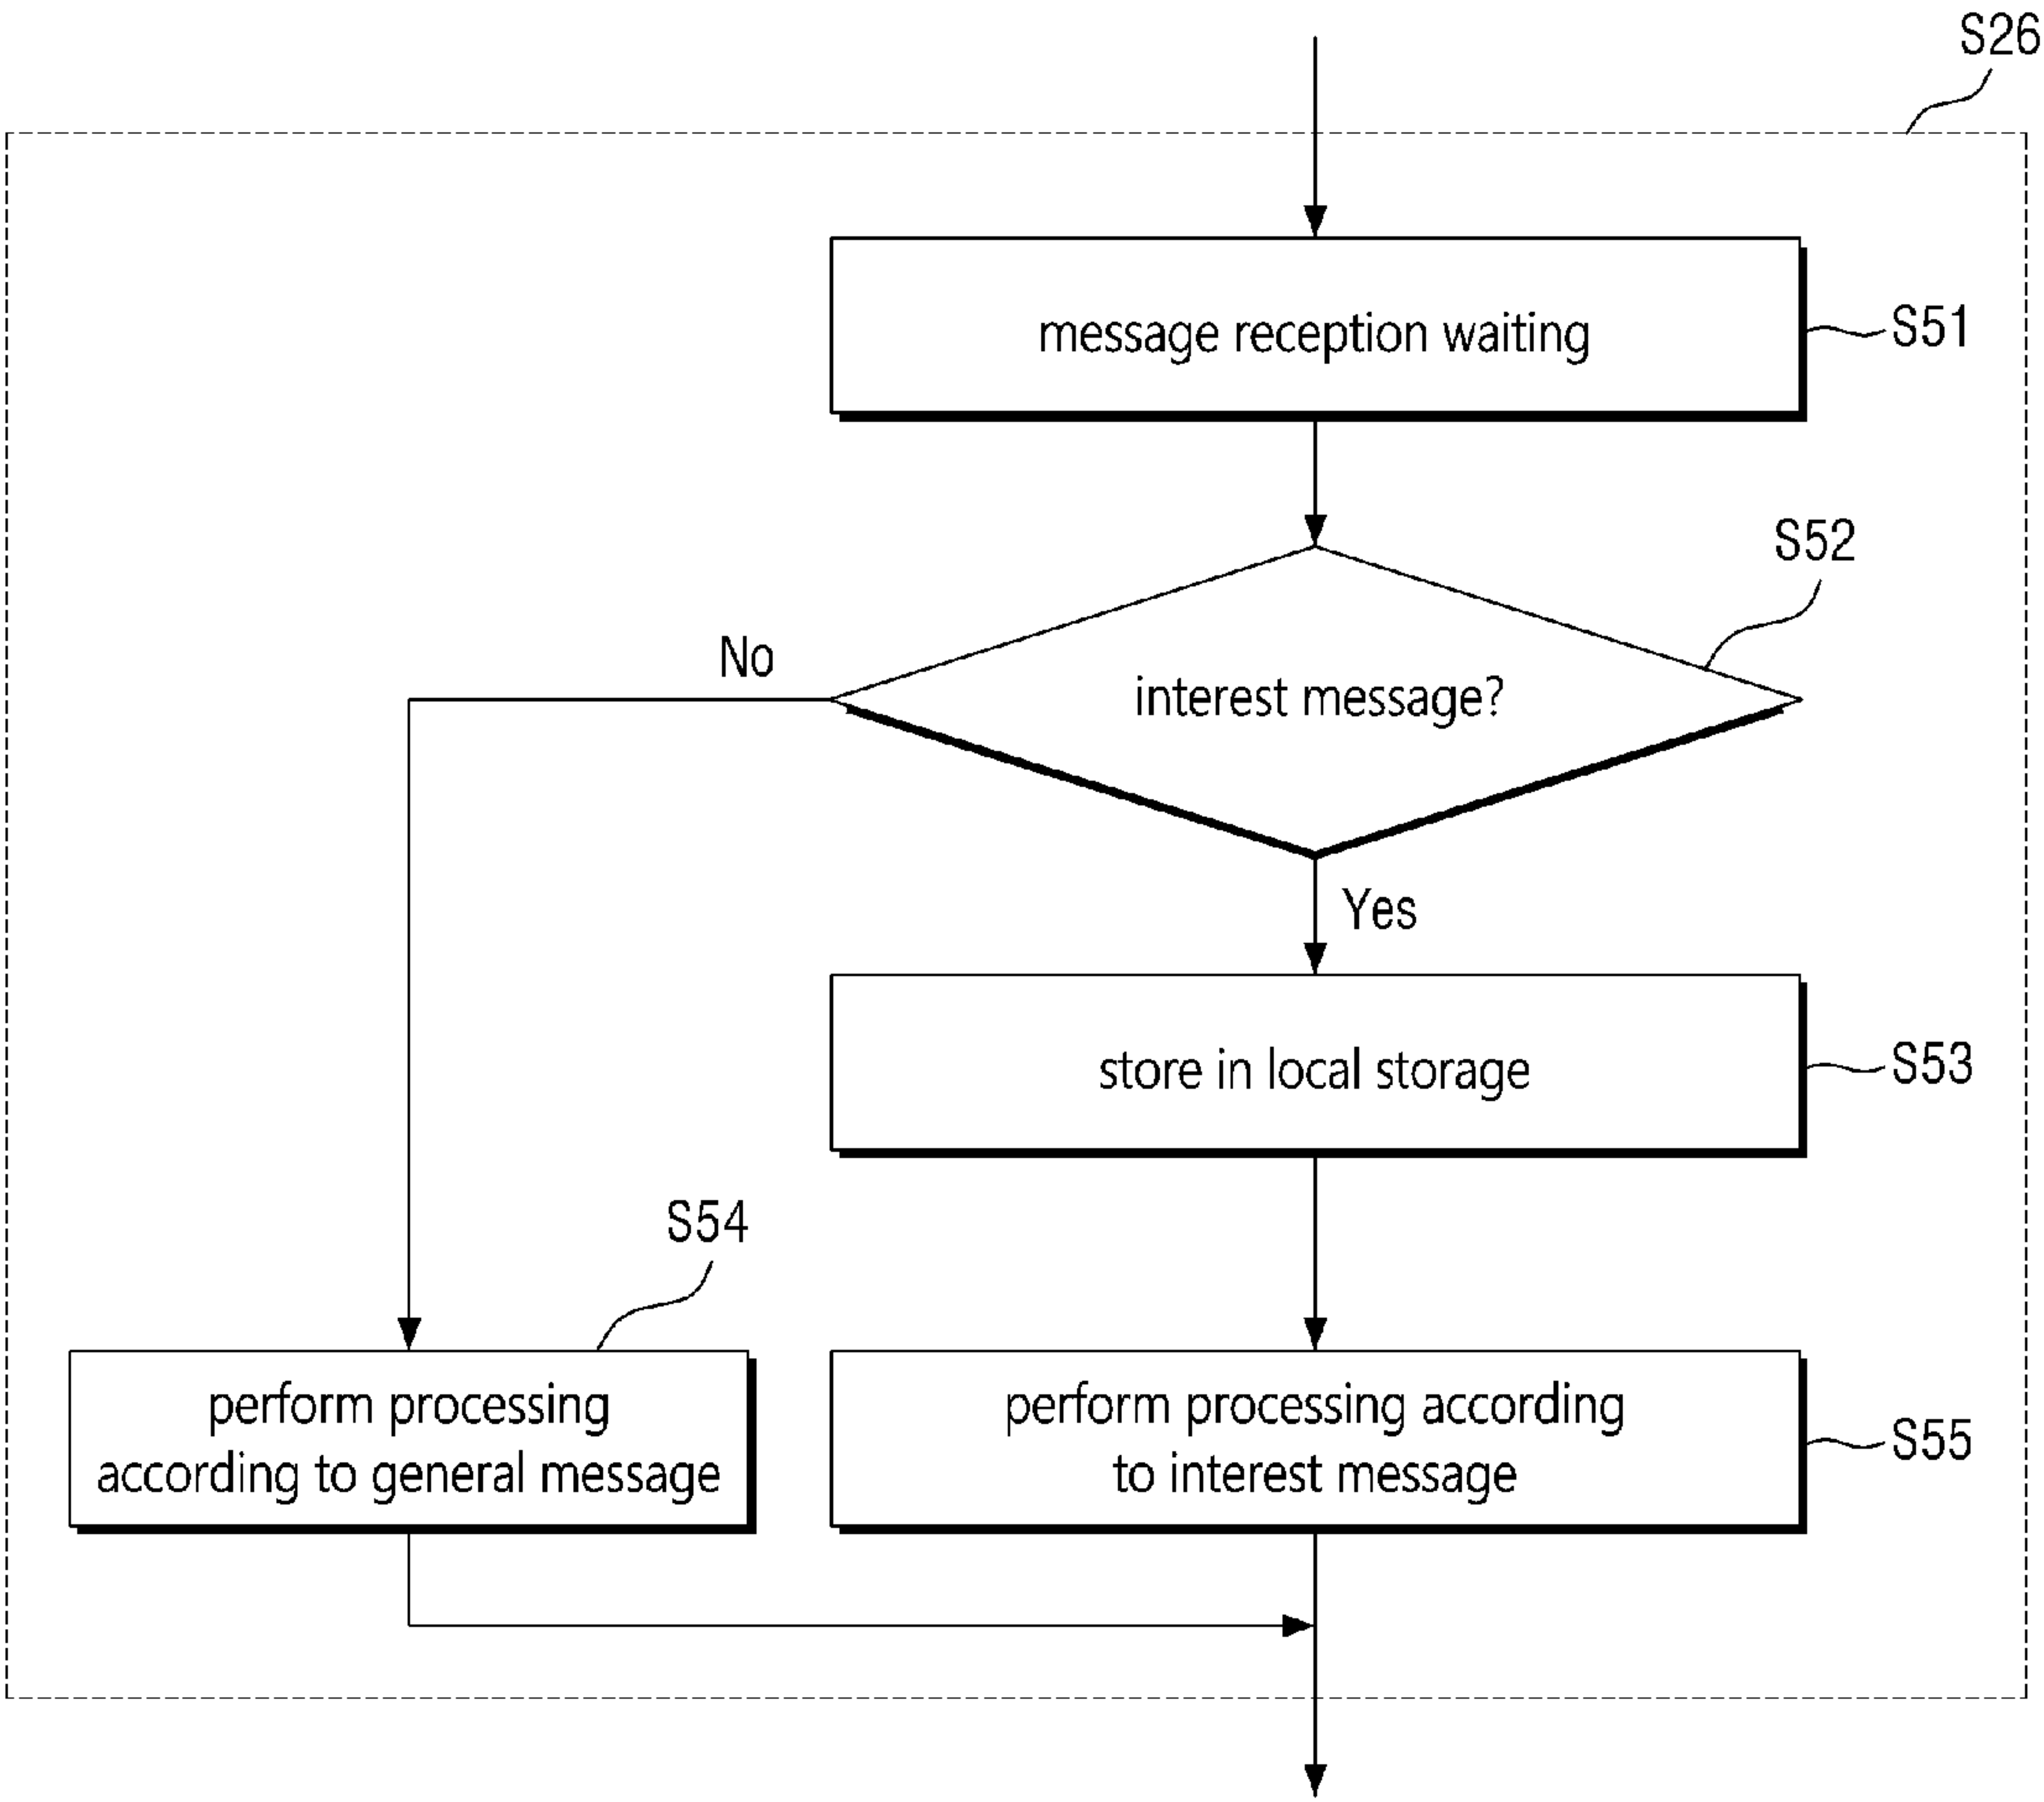 S26
message reception waiting
S51
S52
No
interest message?
Yes
store in local storage
S53
S54
perform processing
according to general message
perform processing according
to interest message
S55